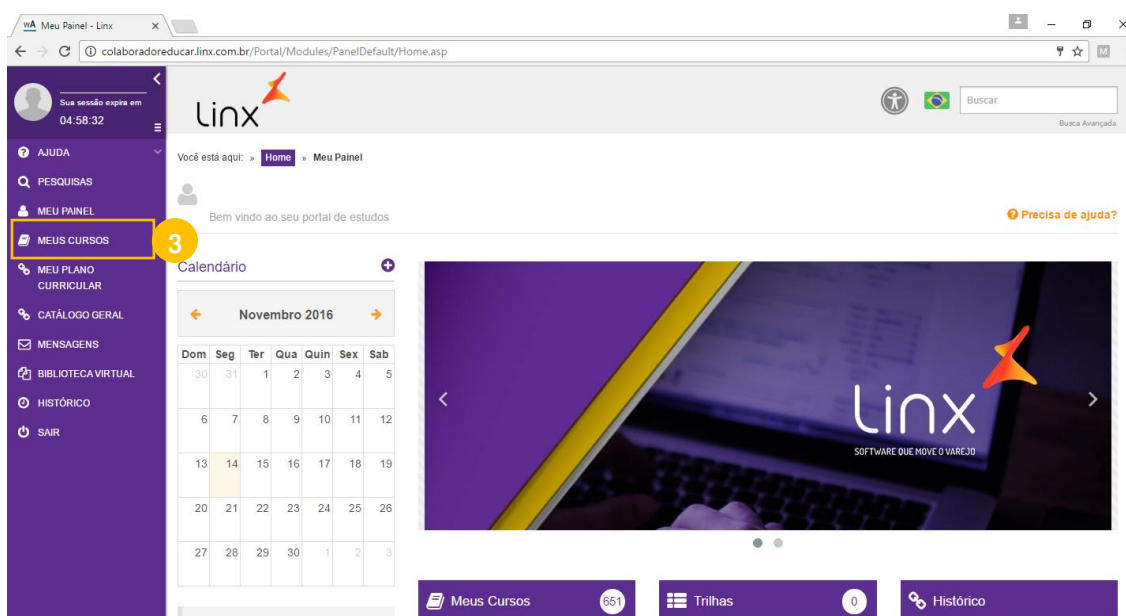 wA Meu Painel - Linx
colaboradoreducar.linx.com.br/Portal/Modules/PanelDefault/Home.asp
M
Sua sessão expira em
04:58:32
AJUDA
PESQUISAS
MEU PAINEL
MEUS CURSOS
3
MEU PLANO
CURRICULAR
CATÁLOGO GERAL
MENSAGENS
BIBLIOTECA VIRTUAL
HISTÓRICO
SAIR
Linx
Buscar
Busca Avançada
Você está aqui: » Home » Meu Painel
Bem vindo ao seu portal de estudos
Precisa de ajuda?
Calendário
Novembro 2016
Dom Seg Ter Qua Quin Sex Sab
30 31 1 2 3 4 5
6 7 8 9 10 11 12
13 14 15 16 17 18 19
20 21 22 23 24 25 26
27 28 29 30 1 2 3
Linx
SOFTWARE QUE MOVE O VAREJO
Meus Cursos 651
Trilhas 0
Histórico